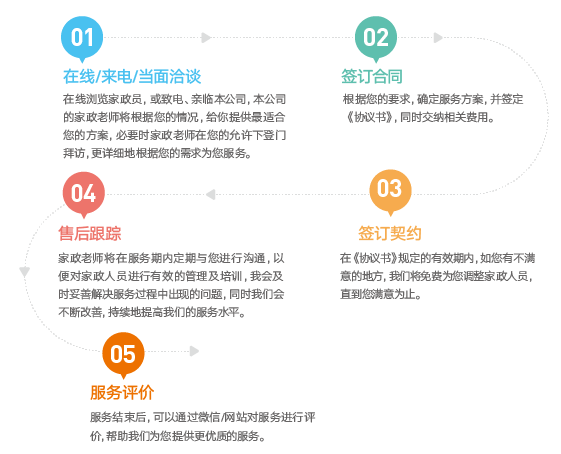 01
在线/来电/当面洽谈
在线浏览家政员，或致电、亲临本公司，本公司
的家政老师将根据您的情况，给你提供最适合
您的方案，必要时家政老师在您的允许下登门
拜访，更详细地根据您的需求为您服务。
02
签订合同
根据您的要求，确定服务方案，并签定
《协议书》，同时交纳相关费用。
03
签订契约
在《协议书》规定的有效期内，如您有不满
意的地方，我们将免费为您调整家政人员，
直到您满意为止。
04
售后跟踪
家政老师将在服务期内定期与您进行沟通，以
便对家政人员进行有效的管理及培训，我会及
时妥善解决服务过程中出现的问题，同时我们会
不断改善，持续地提高我们的服务水平。
05
服务评价
服务结束后，可以通过微信/网站对服务进行评
价，帮助我们为您提供更优质的服务。